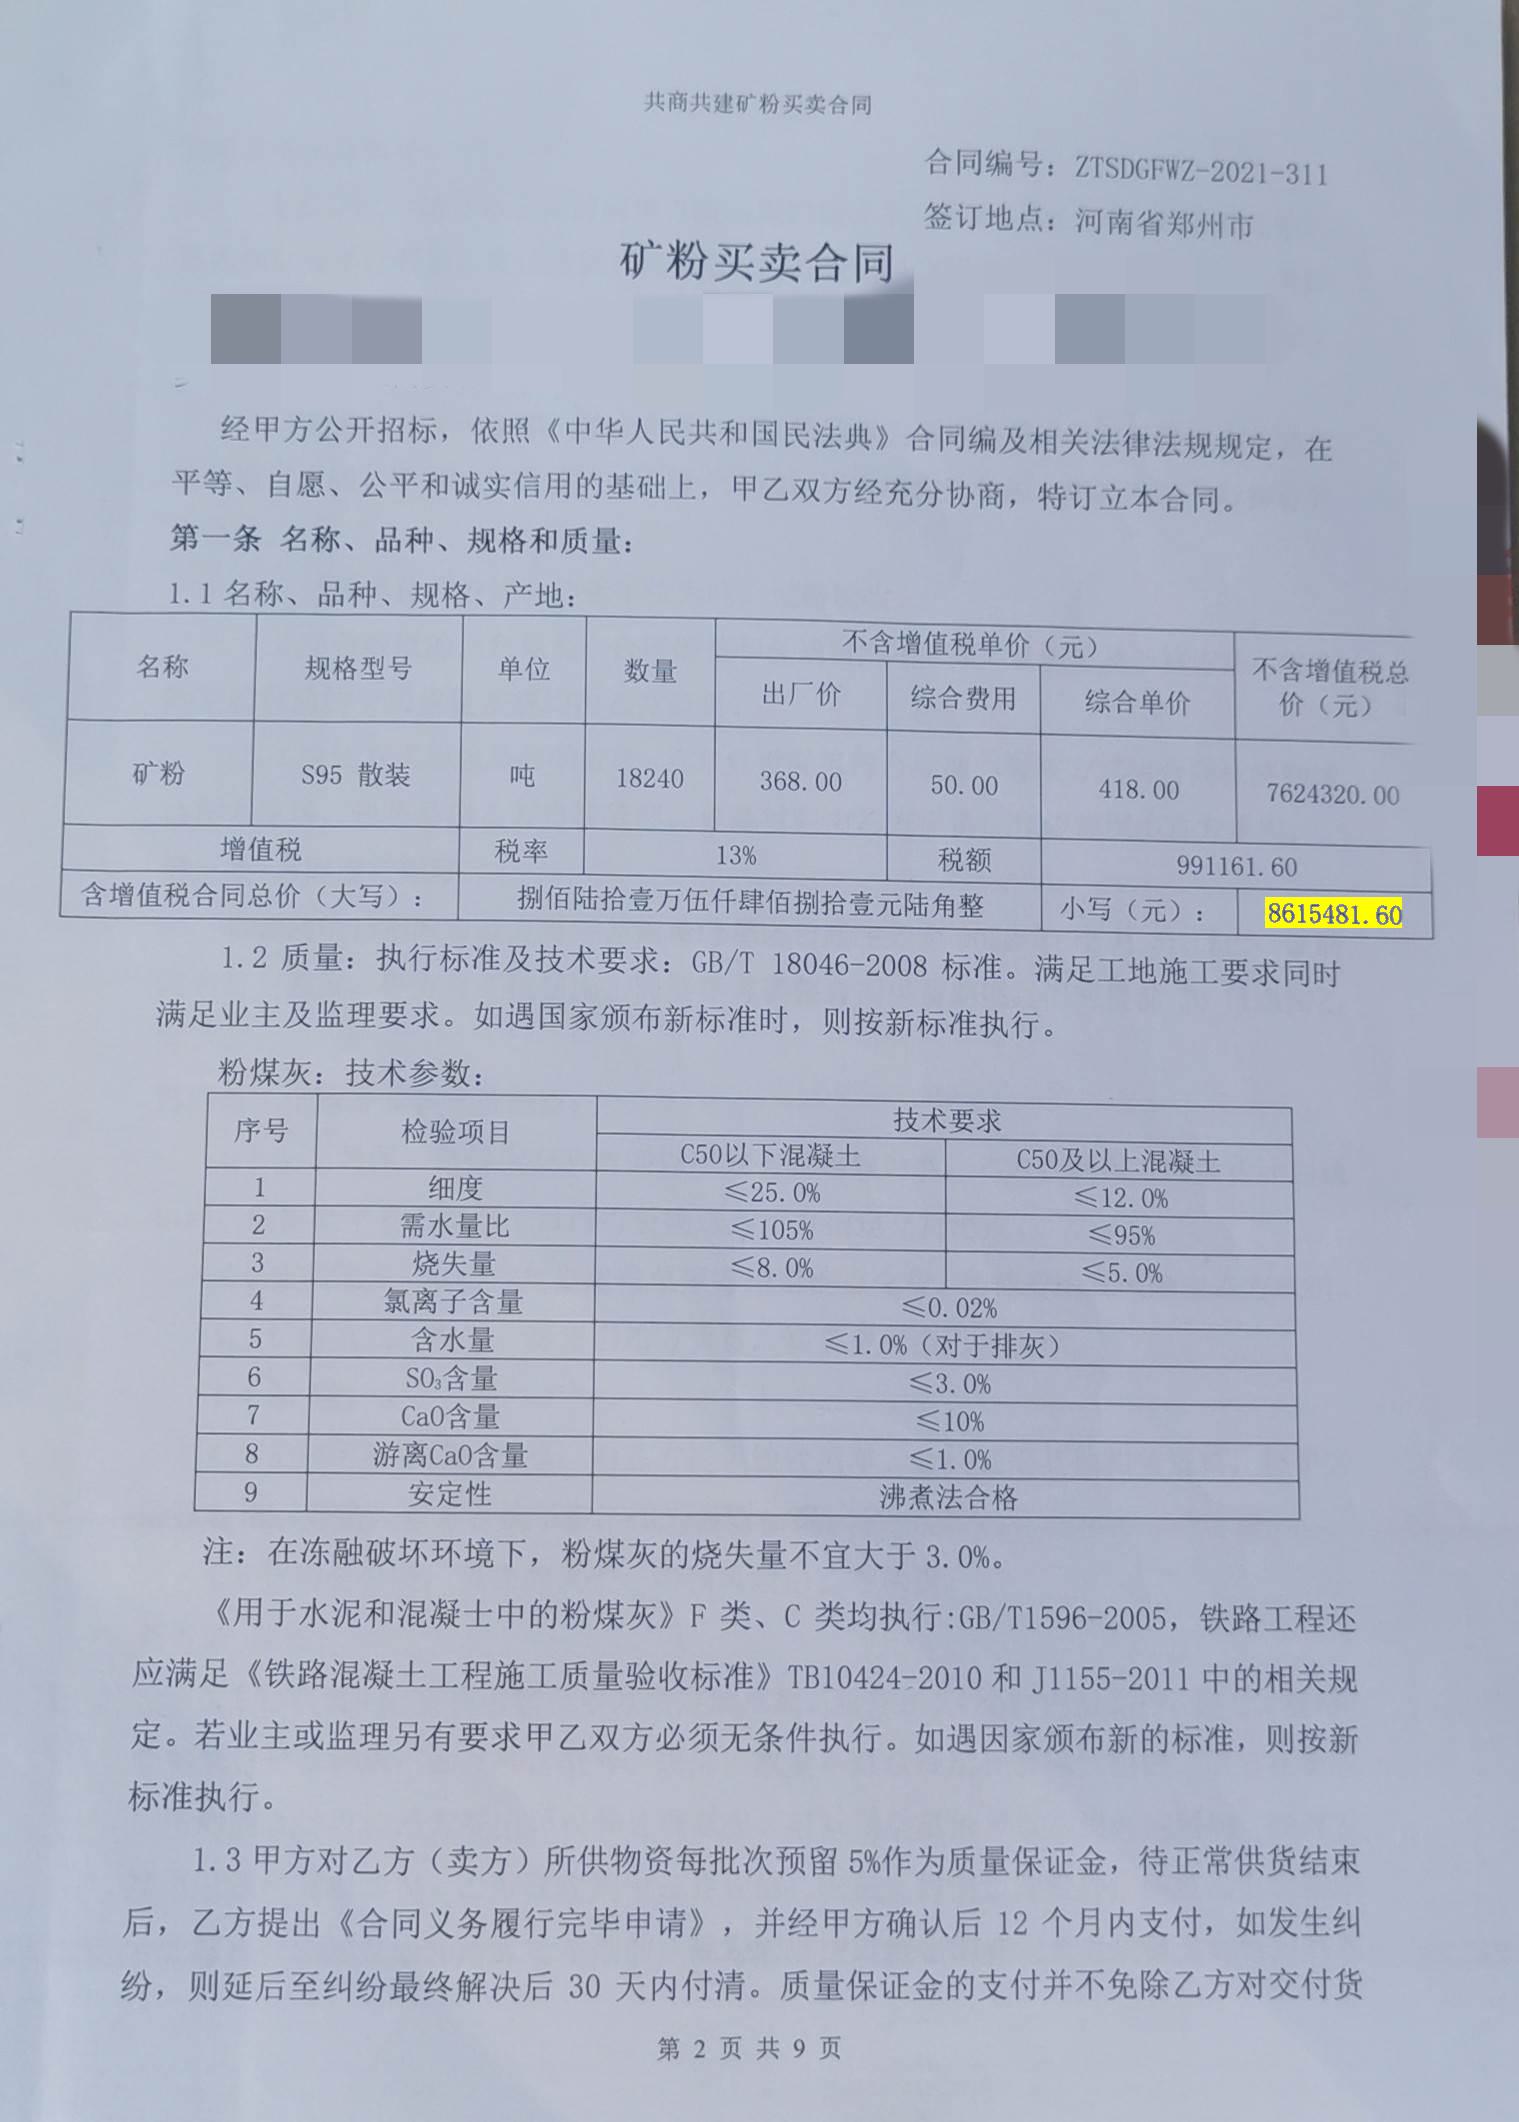 共商共建矿粉买卖合同
合同编号：ZTSDGFWZ-2021-311
签订地点：河南省郑州市
矿粉买卖合同
经甲方公开招标，依照《中华人民共和国民法典》合同编及相关法律法规规定，在
平等、自愿、公平和诚实信用的基础上，甲乙双方经充分协商，特订立本合同。
第一条 名称、品种、规格和质量：
1.1 名称、品种、规格、产地：
名称 规格型号 单位 数量 不含增值税单价（元） 不含增值税总
价（元）
出厂价 综合费用 综合单价
矿粉 S95 散装 吨 18240 368.00 50.00 418.00 7624320.00
增值税 税率 13% 税额 991161.60
含增值税合同总价（大写）： 捌佰陆拾壹万伍仟肆佰捌拾壹元陆角整 小写（元）： 8615481.60
1.2 质量：执行标准及技术要求：GB/T 18046-2008 标准。满足工地施工要求同时
满足业主及监理要求。如遇国家颁布新标准时，则按新标准执行。
粉煤灰：技术参数：
序号 检验项目 技术要求
C50以下混凝土 C50及以上混凝土
1 细度 ≤25.0% ≤12.0%
2 需水量比 ≤105% ≤95%
3 烧失量 ≤8.0% ≤5.0%
4 氯离子含量 ≤0.02%
5 含水量 ≤1.0%（对于排灰）
6 SO₃含量 ≤3.0%
7 CaO含量 ≤10%
8 游离CaO含量 ≤1.0%
9 安定性 沸煮法合格
注：在冻融破坏环境下，粉煤灰的烧失量不宜大于 3.0%。
《用于水泥和混凝士中的粉煤灰》F 类、C 类均执行:GB/T1596-2005，铁路工程还
应满足《铁路混凝土工程施工质量验收标准》TB10424-2010 和 J1155-2011 中的相关规
定。若业主或监理另有要求甲乙双方必须无条件执行。如遇因家颁布新的标准，则按新
标准执行。
1.3 甲方对乙方（卖方）所供物资每批次预留 5%作为质量保证金，待正常供货结束
后，乙方提出《合同义务履行完毕申请》，并经甲方确认后 12 个月内支付，如发生纠
纷，则延后至纠纷最终解决后 30 天内付清。质量保证金的支付并不免除乙方对交付货
第 2 页 共 9 页